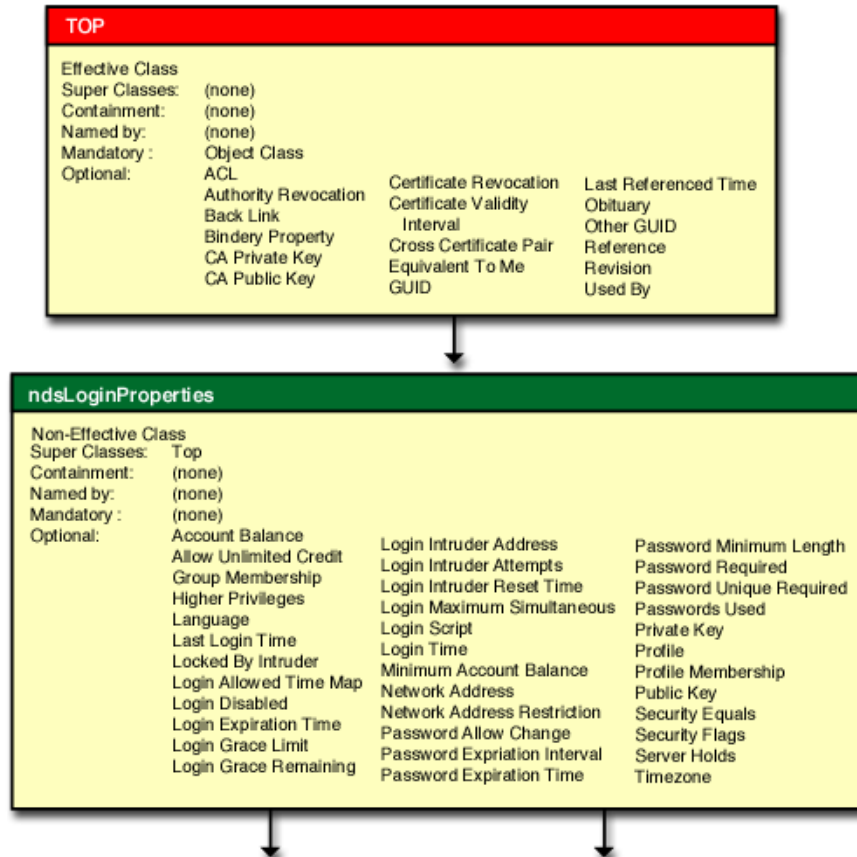 TOP
Effective Class
Super Classes: (none)
Containment: (none)
Named by: (none)
Mandatory : Object Class
Optional: ACL
Authority Revocation
Back Link
Bindery Property
CA Private Key
CA Public Key
Certificate Revocation
Certificate Validity
Interval
Cross Certificate Pair
Equivalent To Me
GUID
Last Referenced Time
Obituary
Other GUID
Reference
Revision
Used By
ndsLoginProperties
Non-Effective Class
Super Classes: Top
Containment: (none)
Named by: (none)
Mandatory : (none)
Optional: Account Balance
Allow Unlimited Credit
Group Membership
Higher Privileges
Language
Last Login Time
Locked By Intruder
Login Allowed Time Map
Login Disabled
Login Expiration Time
Login Grace Limit
Login Grace Remaining
Login Intruder Address
Login Intruder Attempts
Login Intruder Reset Time
Login Maximum Simultaneous
Login Script
Login Time
Minimum Account Balance
Network Address
Network Address Restriction
Password Allow Change
Password Expriation Interval
Password Expiration Time
Password Minimum Length
Password Required
Password Unique Required
Passwords Used
Private Key
Profile
Profile Membership
Public Key
Security Equals
Security Flags
Server Holds
Timezone